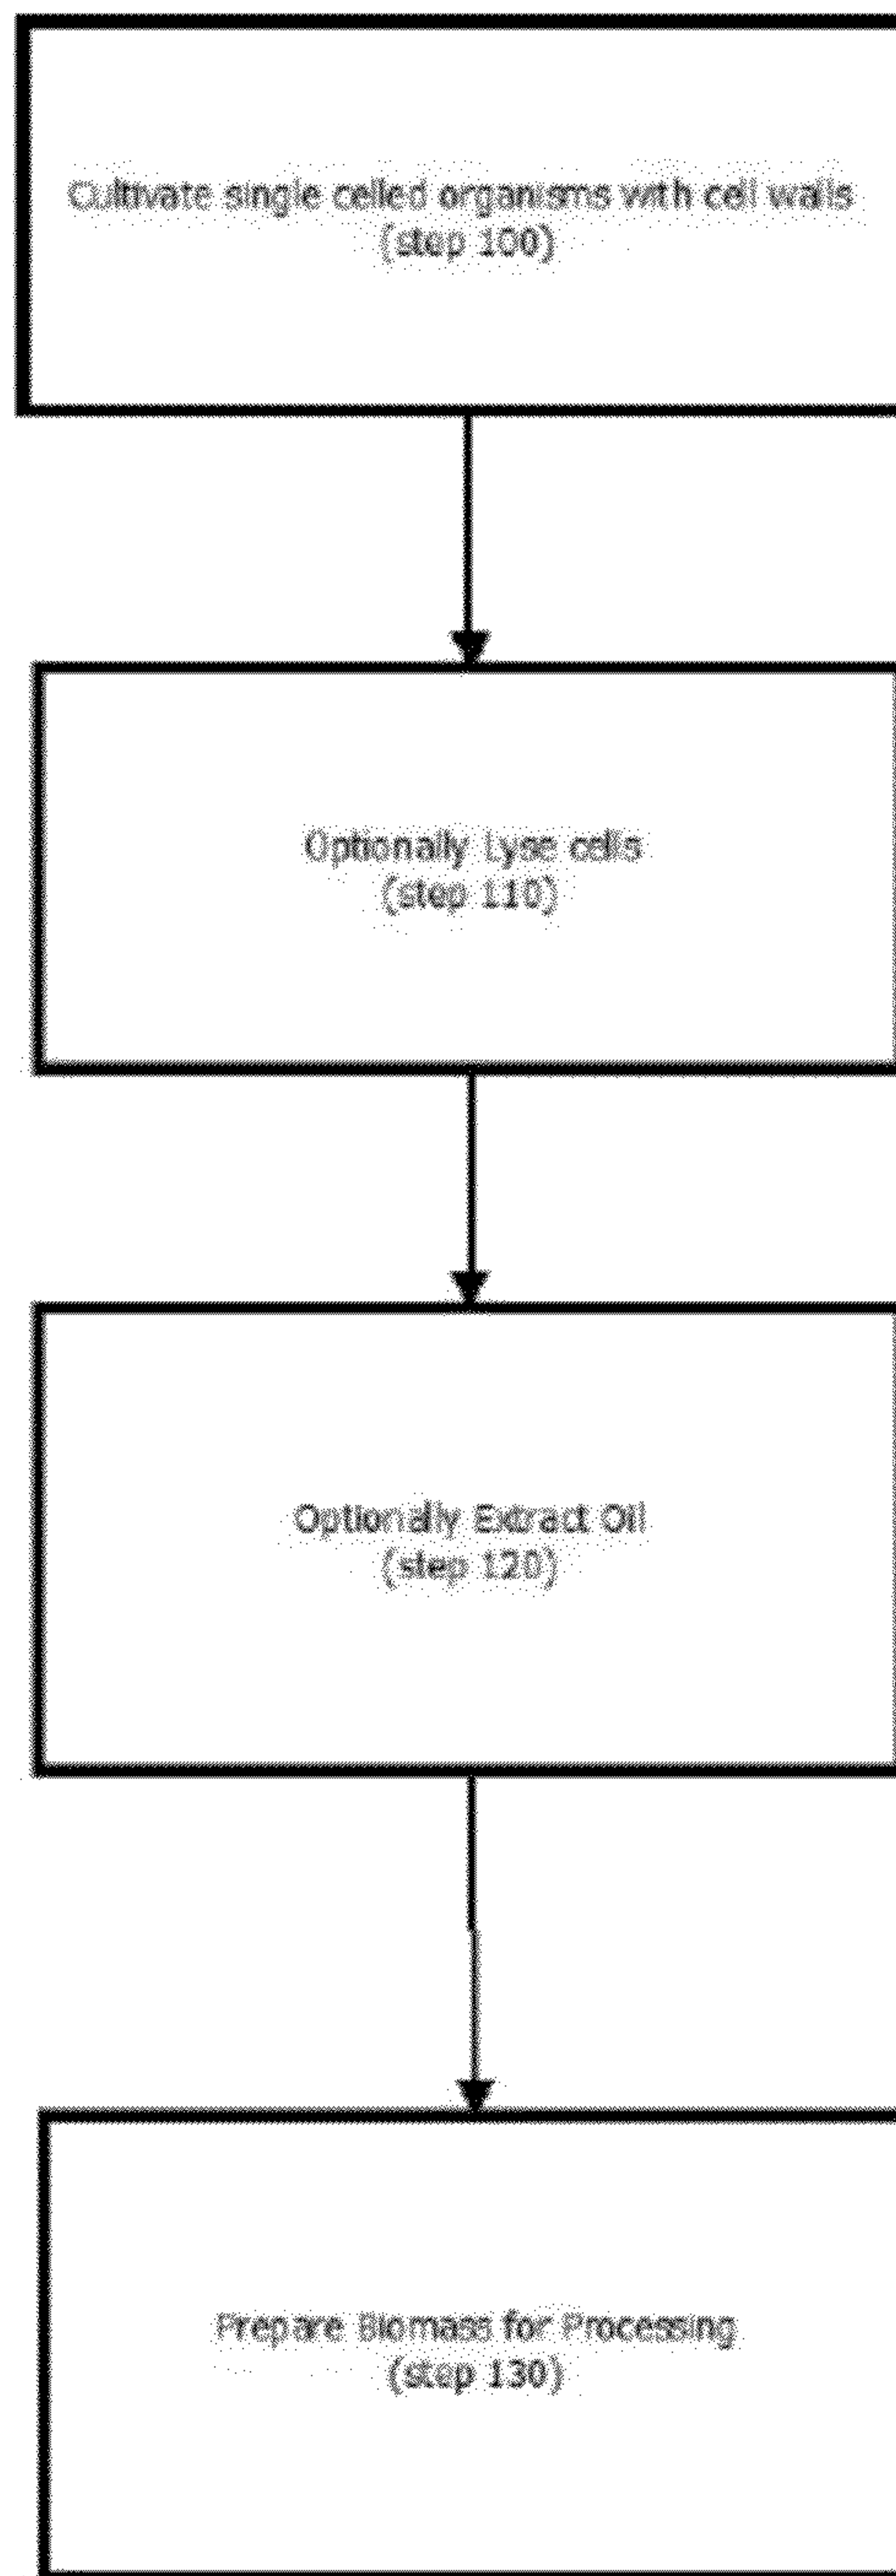 Cultivate single celled organisms with cell walls
(step 100)
Optionally Lyse cells
(step 110)
Optionally Extract Oil
(step 120)
Prepare Biomass for Processing
(step 130)